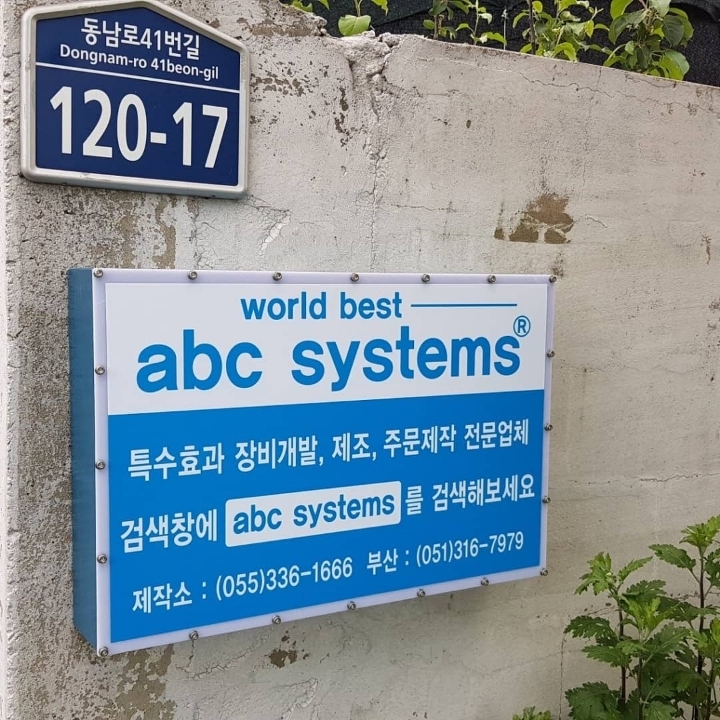 동남로41번길
Dongnam-ro 41beon-gil
120-17
world best
abc systems®
특수효과 장비개발, 제조, 주문제작 전문업체
검색창에 abc systems 를 검색해보세요
제작소 : (055)336-1666 부산 : (051)316-7979